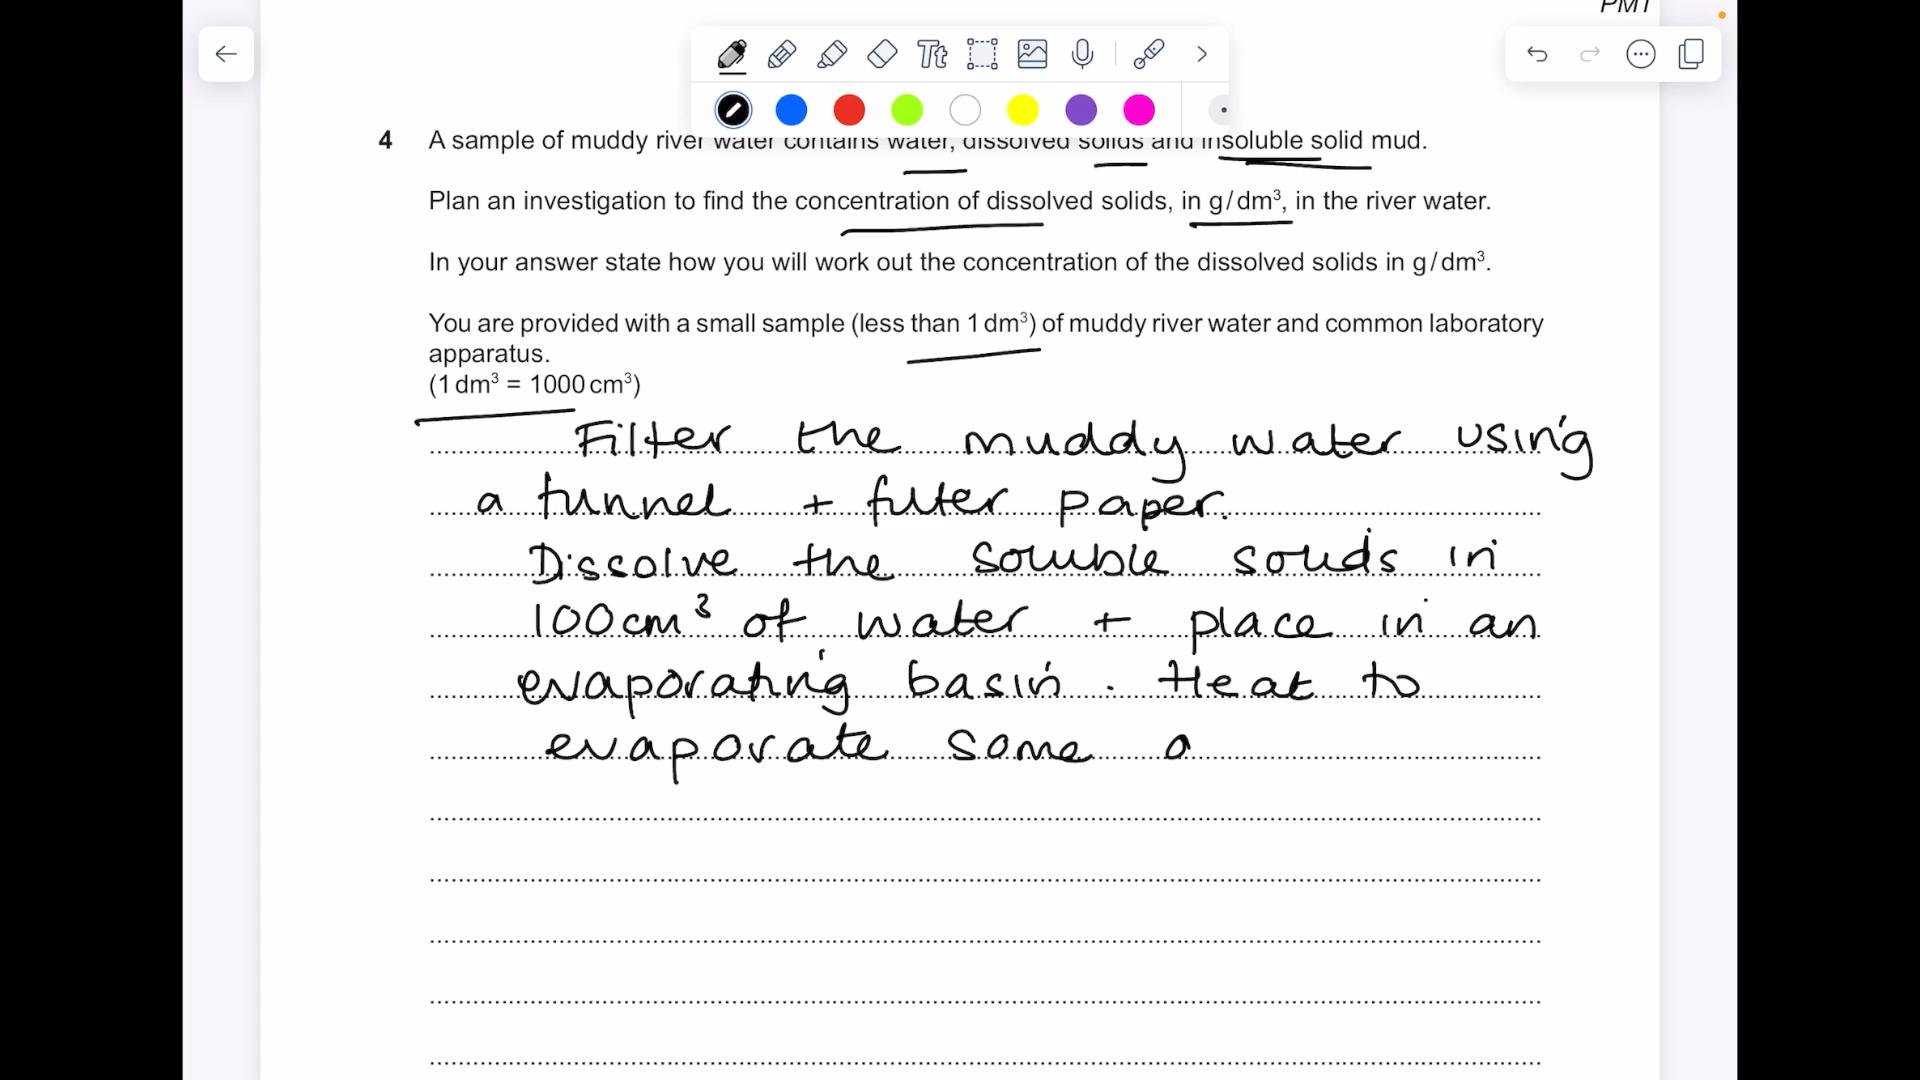 PMT
Tt
4 A sample of muddy river water contains water, dissolved solids and insoluble solid mud.
Plan an investigation to find the concentration of dissolved solids, in g/dm³, in the river water.
In your answer state how you will work out the concentration of the dissolved solids in g/dm³.
You are provided with a small sample (less than 1 dm³) of muddy river water and common laboratory
apparatus.
(1 dm³ = 1000 cm³)
Filter the muddy water using
a funnel + filter paper.
Dissolve the soluble solids in
100cm³ of water + place in an
evaporating basin. Heat to
evaporate some o